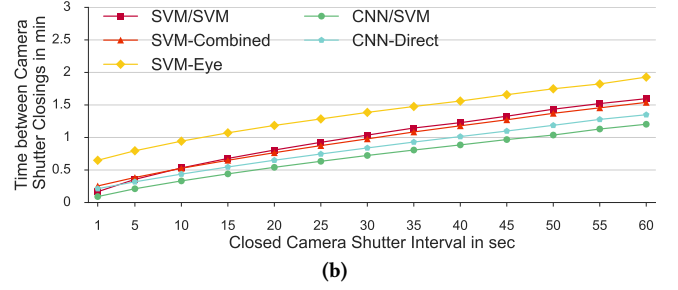 Time between Camera
Shutter Closings in min
3
2.5
2
1.5
1
0.5
0
SVM/SVM
SVM-Combined
SVM-Eye
CNN/SVM
CNN-Direct
1 5 10 15 20 25 30 35 40 45 50 55 60
Closed Camera Shutter Interval in sec
(b)